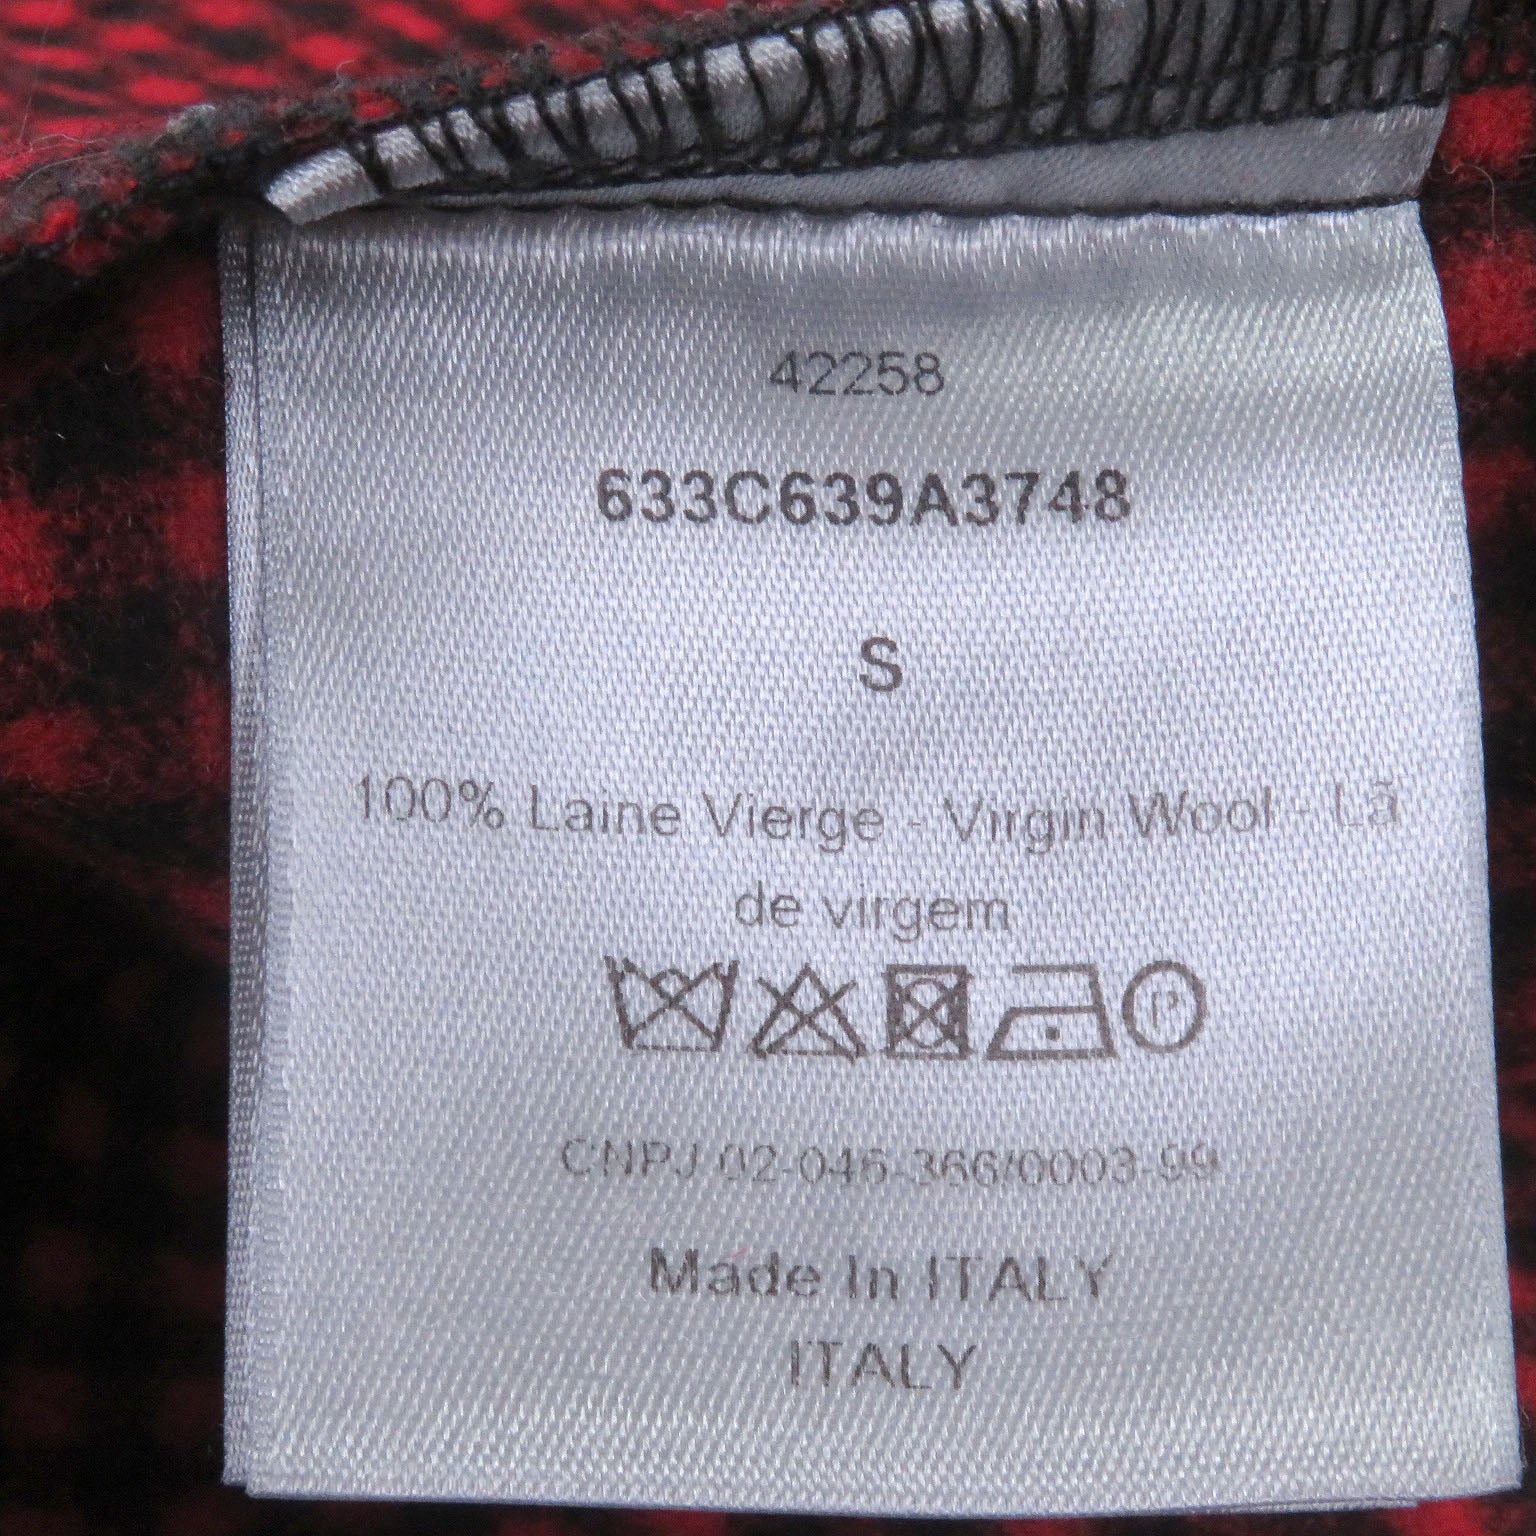 42258
633C639A3748
S
100% Laine Vierge - Virgin Wool - Lã
de virgem
P
CNPJ 02-046-366/0003-99
Made In ITALY
ITALY